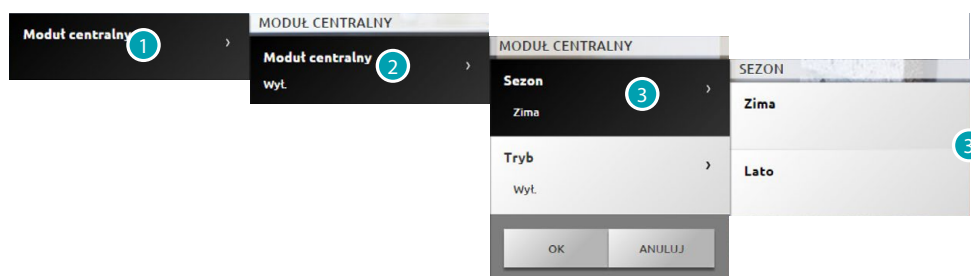 Moduł centralny
1
MODUŁ CENTRALNY
Moduł centralny
2
Wył.
MODUŁ CENTRALNY
Sezon
3
Zima
Tryb
Wył.
OK ANULUJ
SEZON
Zima
3
Lato